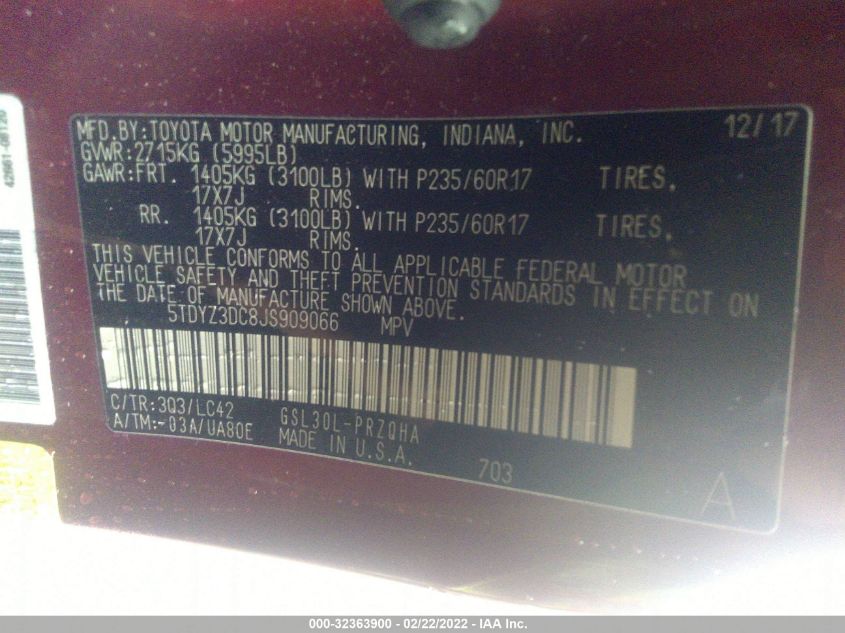 MFD.BY:TOYOTA MOTOR MANUFACTURING, INDIANA, INC. 12/17
GVWR:2715KG (5995LB)
GAWR:FRT. 1405KG (3100LB) WITH P235/60R17 TIRES,
17X7J RIMS.
RR. 1405KG (3100LB) WITH P235/60R17 TIRES,
17X7J RIMS.
THIS VEHICLE CONFORMS TO ALL APPLICABLE FEDERAL MOTOR
VEHICLE SAFETY AND THEFT PREVENTION STANDARDS IN EFFECT ON
THE DATE OF MANUFACTURE SHOWN ABOVE.
5TDYZ3DC8JS909066 MPV
C/TR:3Q3/LC42 GSL30L-PRZQHA
A/TM:-03A/UA80E MADE IN U.S.A.
703
A
000-32363900 - 02/22/2022 - IAA Inc.